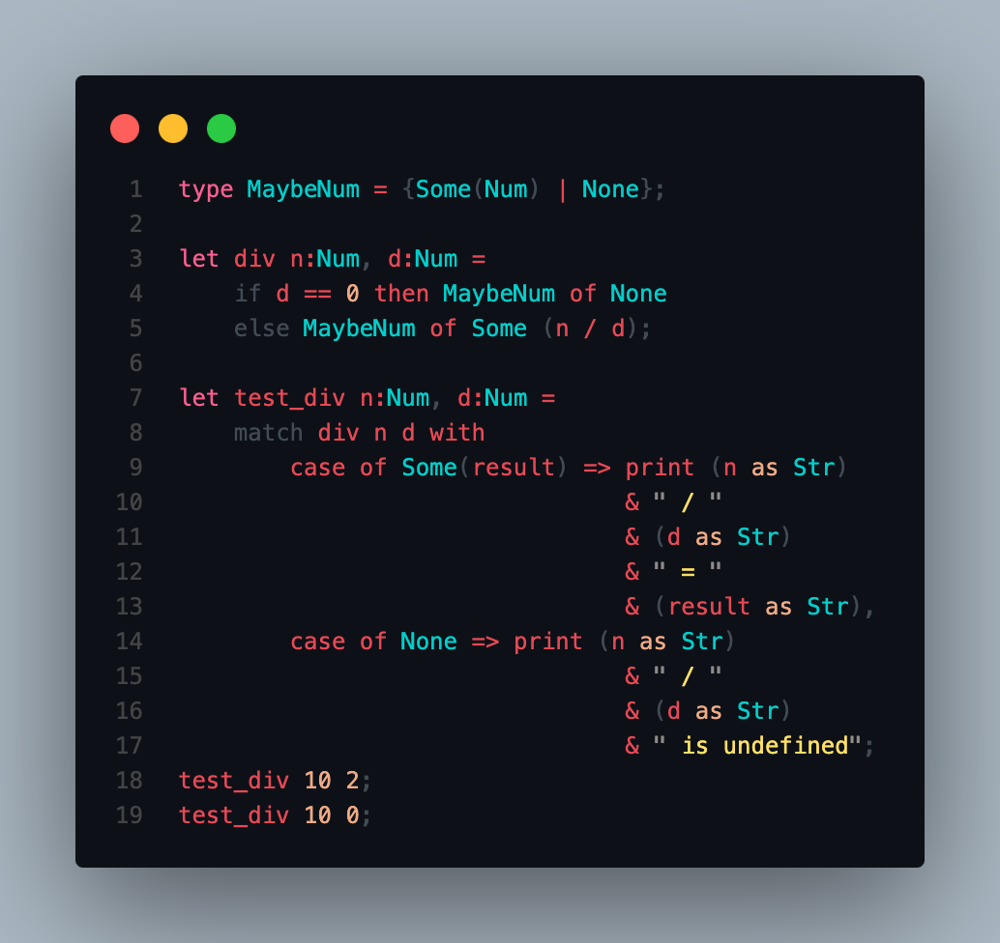 1 type MaybeNum = {Some(Num) | None};
2
3 let div n:Num, d:Num =
4     if d == 0 then MaybeNum of None
5     else MaybeNum of Some (n / d);
6
7 let test_div n:Num, d:Num =
8     match div n d with
9         case of Some(result) => print (n as Str)
10                                 & " / "
11                                 & (d as Str)
12                                 & " = "
13                                 & (result as Str),
14         case of None => print (n as Str)
15                                 & " / "
16                                 & (d as Str)
17                                 & " is undefined";
18 test_div 10 2;
19 test_div 10 0;